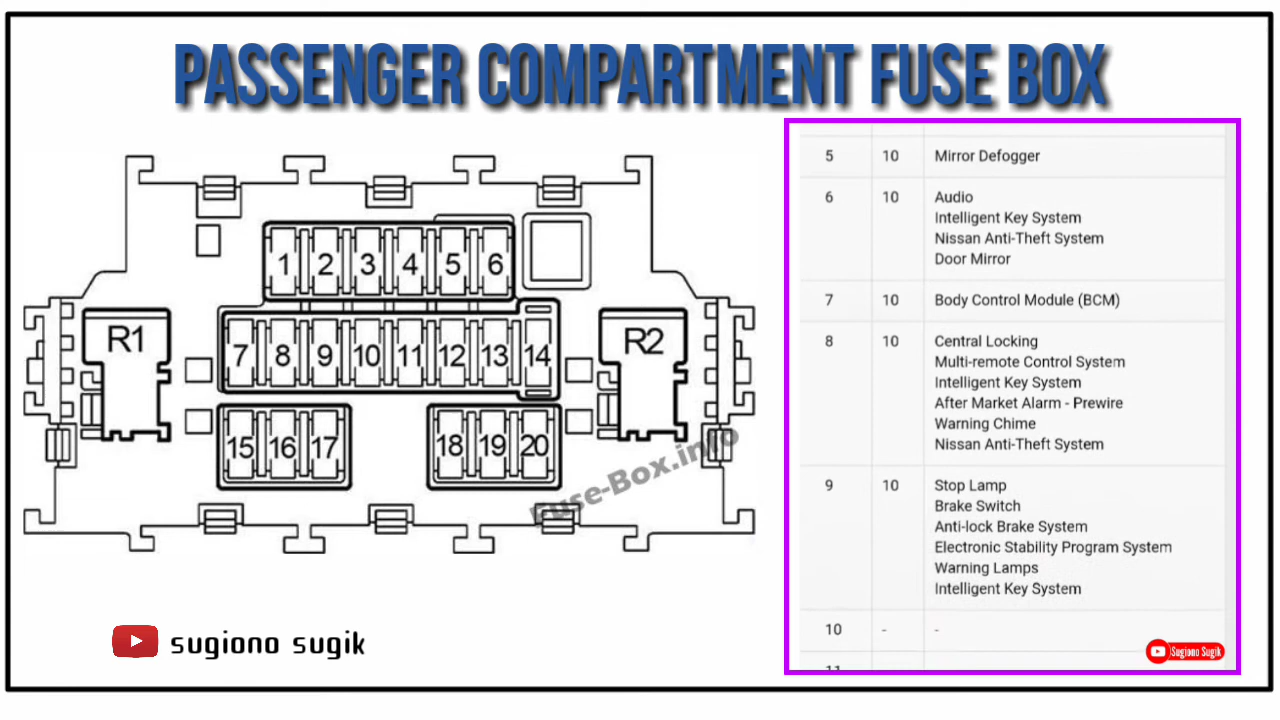 PASSENGER COMPARTMENT FUSE BOX
1 2 3 4 5 6
R1
R2
7 8 9 10 11 12 13 14
15 16 17
18 19 20
Fuse-Box.info
sugiono sugik
5 10 Mirror Defogger
6 10 Audio
Intelligent Key System
Nissan Anti-Theft System
Door Mirror
7 10 Body Control Module (BCM)
8 10 Central Locking
Multi-remote Control System
Intelligent Key System
After Market Alarm - Prewire
Warning Chime
Nissan Anti-Theft System
9 10 Stop Lamp
Brake Switch
Anti-lock Brake System
Electronic Stability Program System
Warning Lamps
Intelligent Key System
10 - -
11
Sugiono Sugik